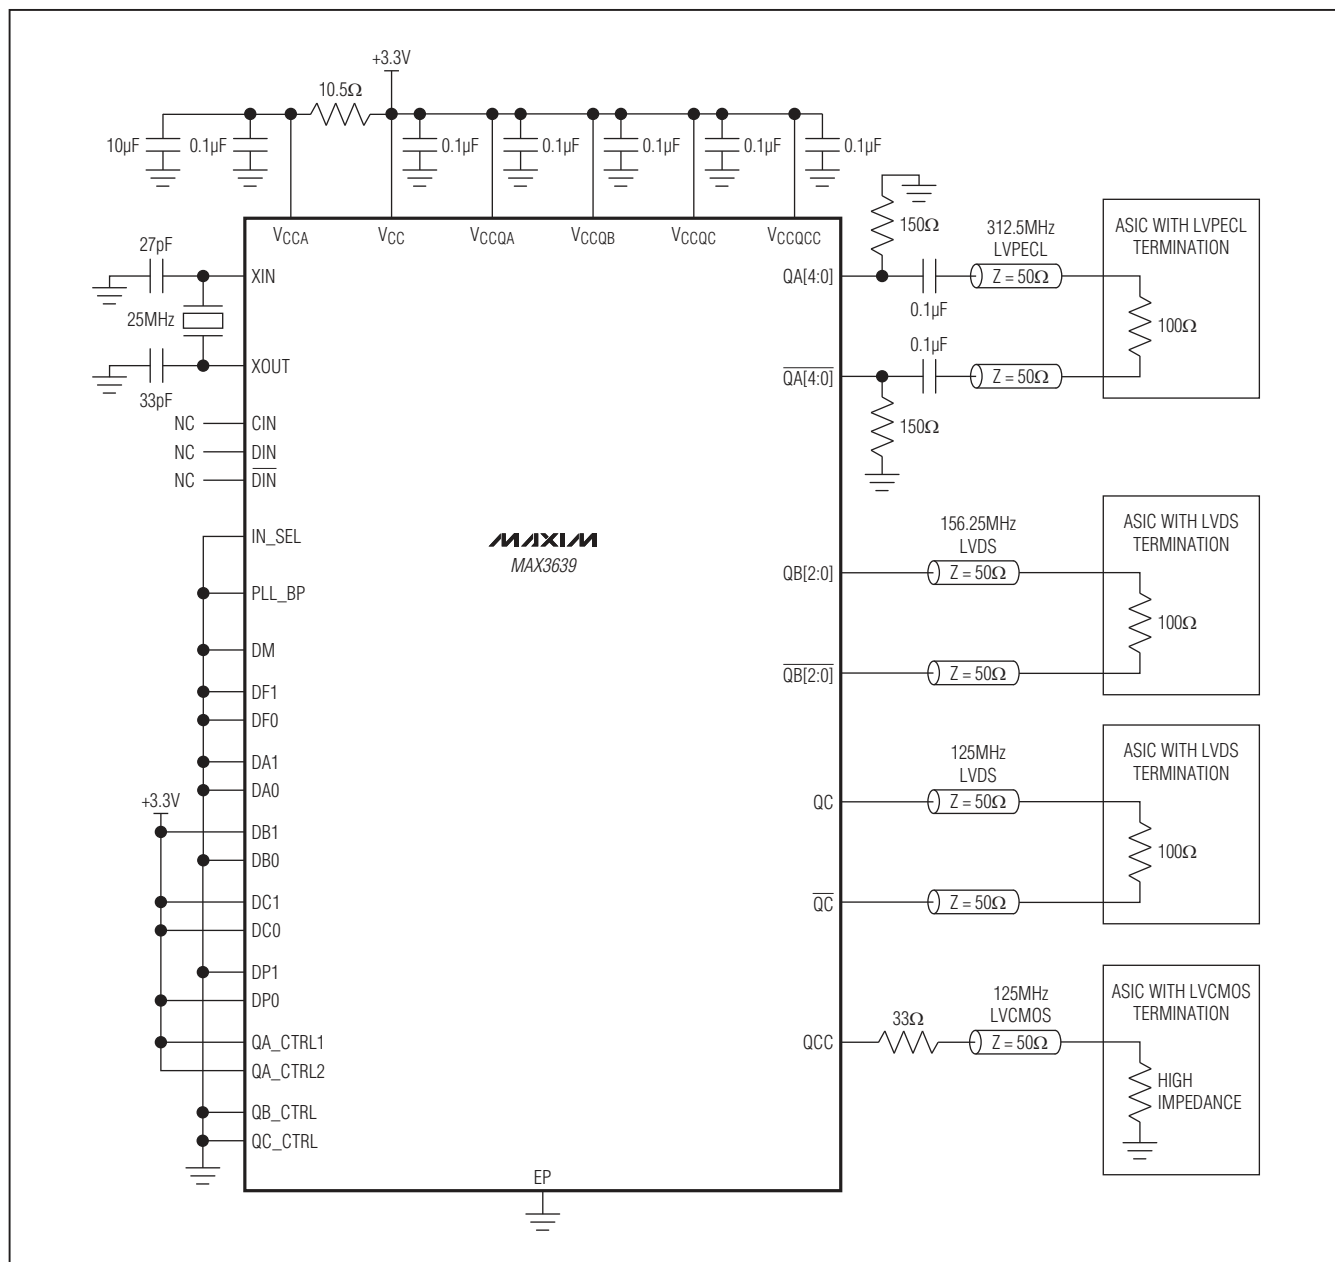 +3.3V
10.5Ω
10µF
0.1µF
0.1µF
0.1µF
0.1µF
0.1µF
0.1µF
VCCA
VCC
VCCQA
VCCQB
VCCQC
VCCQCC
27pF
XIN
25MHz
XOUT
33pF
NC
CIN
NC
DIN
NC
DIN
IN_SEL
PLL_BP
DM
DF1
DF0
DA1
DA0
+3.3V
DB1
DB0
DC1
DC0
DP1
DP0
QA_CTRL1
QA_CTRL2
QB_CTRL
QC_CTRL
MAXIM
MAX3639
EP
QA[4:0]
150Ω
0.1µF
312.5MHz
LVPECL
Z = 50Ω
ASIC WITH LVPECL
TERMINATION
100Ω
QA[4:0]
150Ω
0.1µF
Z = 50Ω
QB[2:0]
156.25MHz
LVDS
Z = 50Ω
ASIC WITH LVDS
TERMINATION
100Ω
QB[2:0]
Z = 50Ω
QC
125MHz
LVDS
Z = 50Ω
ASIC WITH LVDS
TERMINATION
100Ω
QC
Z = 50Ω
QCC
33Ω
125MHz
LVCMOS
Z = 50Ω
ASIC WITH LVCMOS
TERMINATION
HIGH
IMPEDANCE